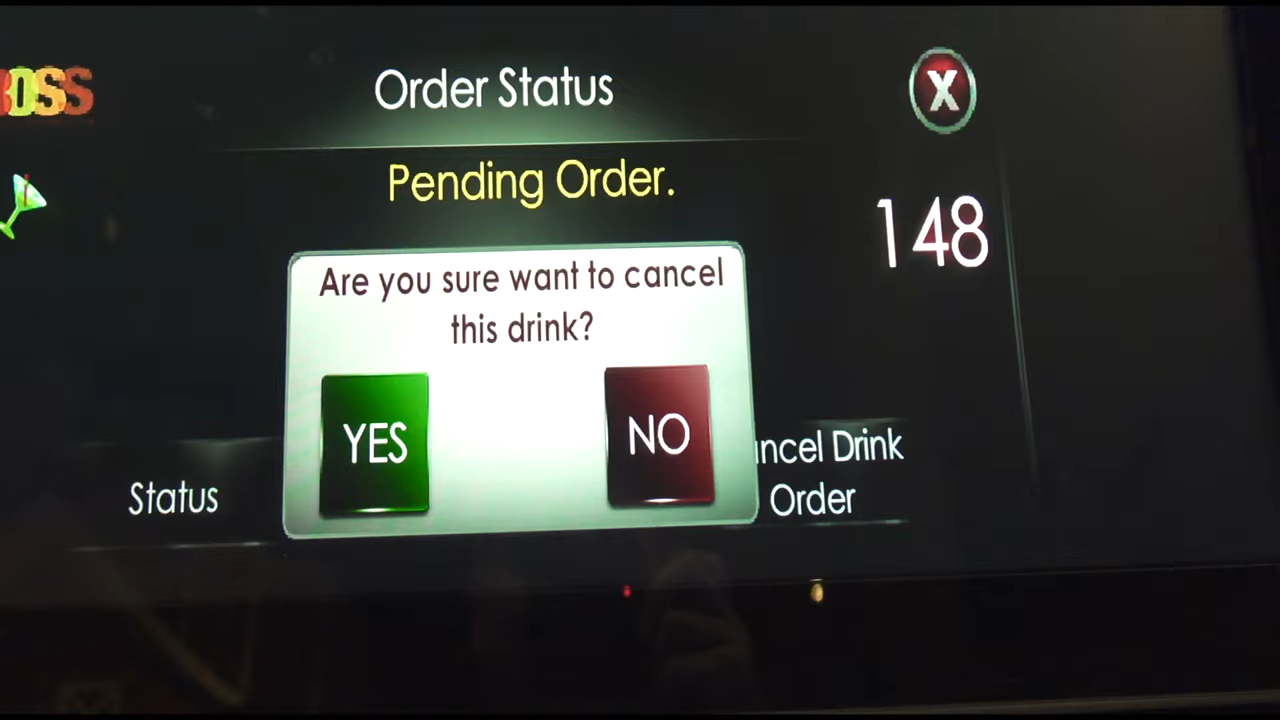 OSS
Order Status
X
Pending Order.
148
Are you sure want to cancel
this drink?
YES
NO
Status
ncel Drink
Order